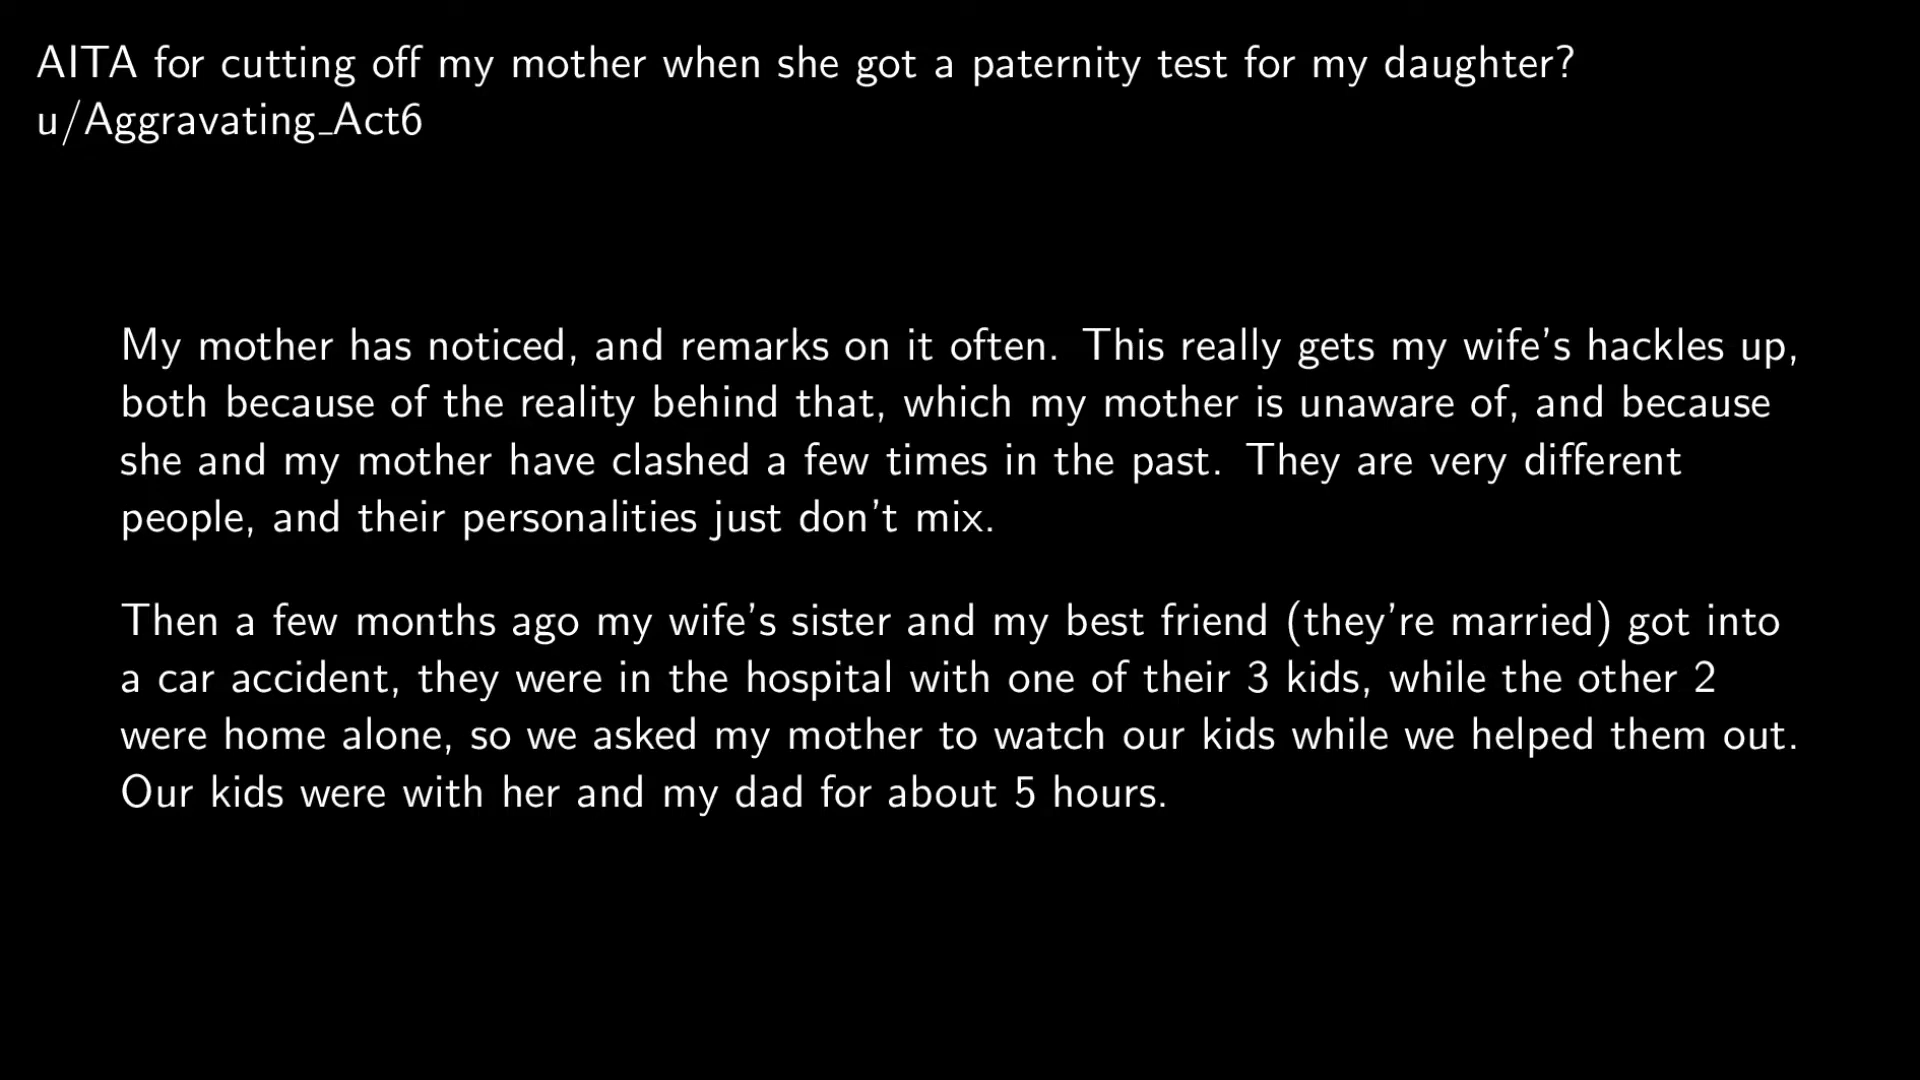 AITA for cutting off my mother when she got a paternity test for my daughter?
u/Aggravating_Act6
My mother has noticed, and remarks on it often. This really gets my wife's hackles up,
both because of the reality behind that, which my mother is unaware of, and because
she and my mother have clashed a few times in the past. They are very different
people, and their personalities just don't mix.
Then a few months ago my wife's sister and my best friend (they're married) got into
a car accident, they were in the hospital with one of their 3 kids, while the other 2
were home alone, so we asked my mother to watch our kids while we helped them out.
Our kids were with her and my dad for about 5 hours.